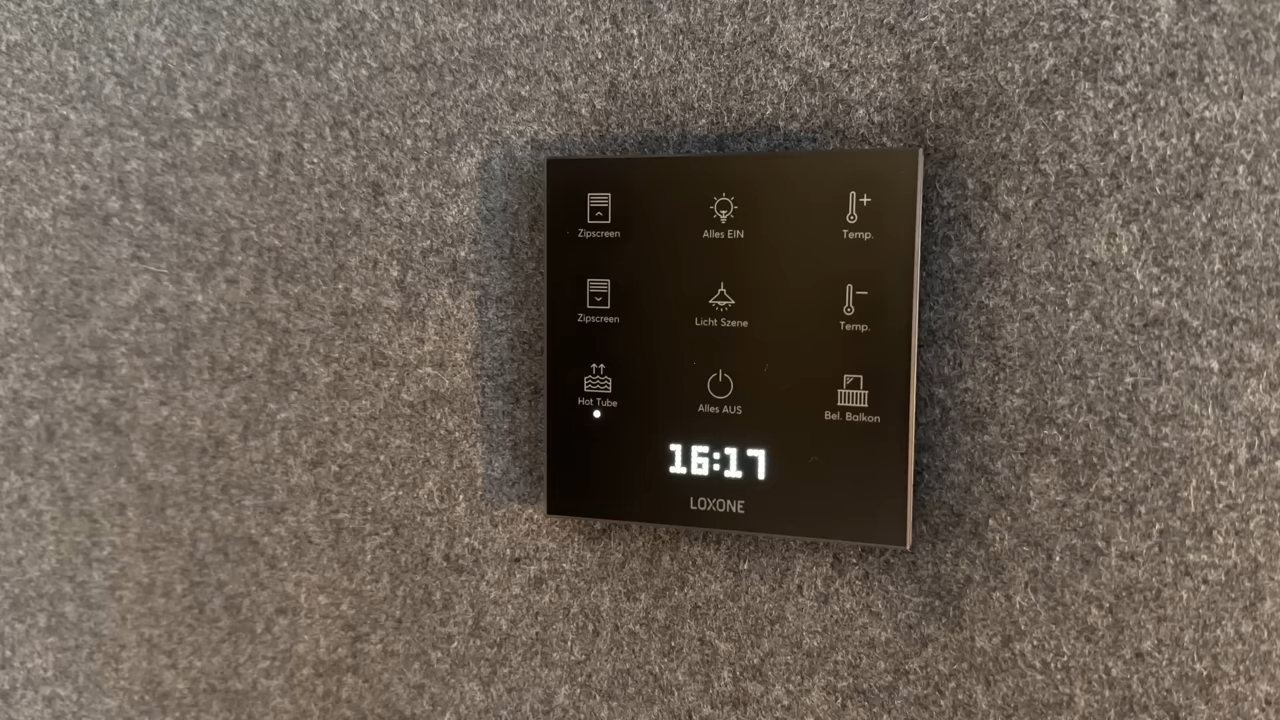 Zipscreen
Alles EIN
Temp.
Zipscreen
Licht Szene
Temp.
Hot Tube
Alles AUS
Bel. Balkon
16:17
LOXONE